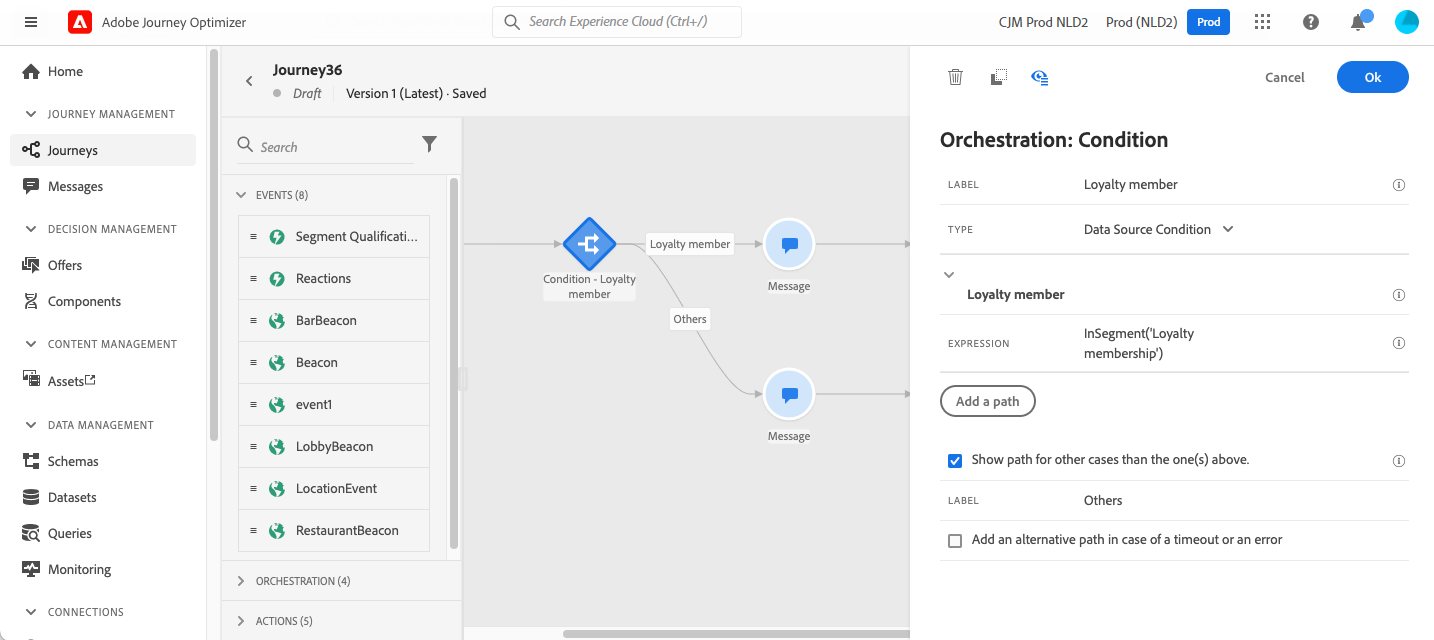 Adobe Journey Optimizer
Search Experience Cloud (Ctrl+/)
CJM Prod NLD2
Prod (NLD2)
Prod
Home
JOURNEY MANAGEMENT
Journeys
Messages
DECISION MANAGEMENT
Offers
Components
CONTENT MANAGEMENT
Assets
DATA MANAGEMENT
Schemas
Datasets
Queries
Monitoring
CONNECTIONS
Journey36
Draft
Version 1 (Latest) · Saved
Search
EVENTS (8)
Segment Qualificati...
Reactions
BarBeacon
Beacon
event1
LobbyBeacon
LocationEvent
RestaurantBeacon
ORCHESTRATION (4)
ACTIONS (5)
Condition - Loyalty
member
Loyalty member
Others
Message
Message
Cancel
Ok
Orchestration: Condition
LABEL
Loyalty member
TYPE
Data Source Condition
Loyalty member
EXPRESSION
InSegment('Loyalty
membership')
Add a path
Show path for other cases than the one(s) above.
LABEL
Others
Add an alternative path in case of a timeout or an error